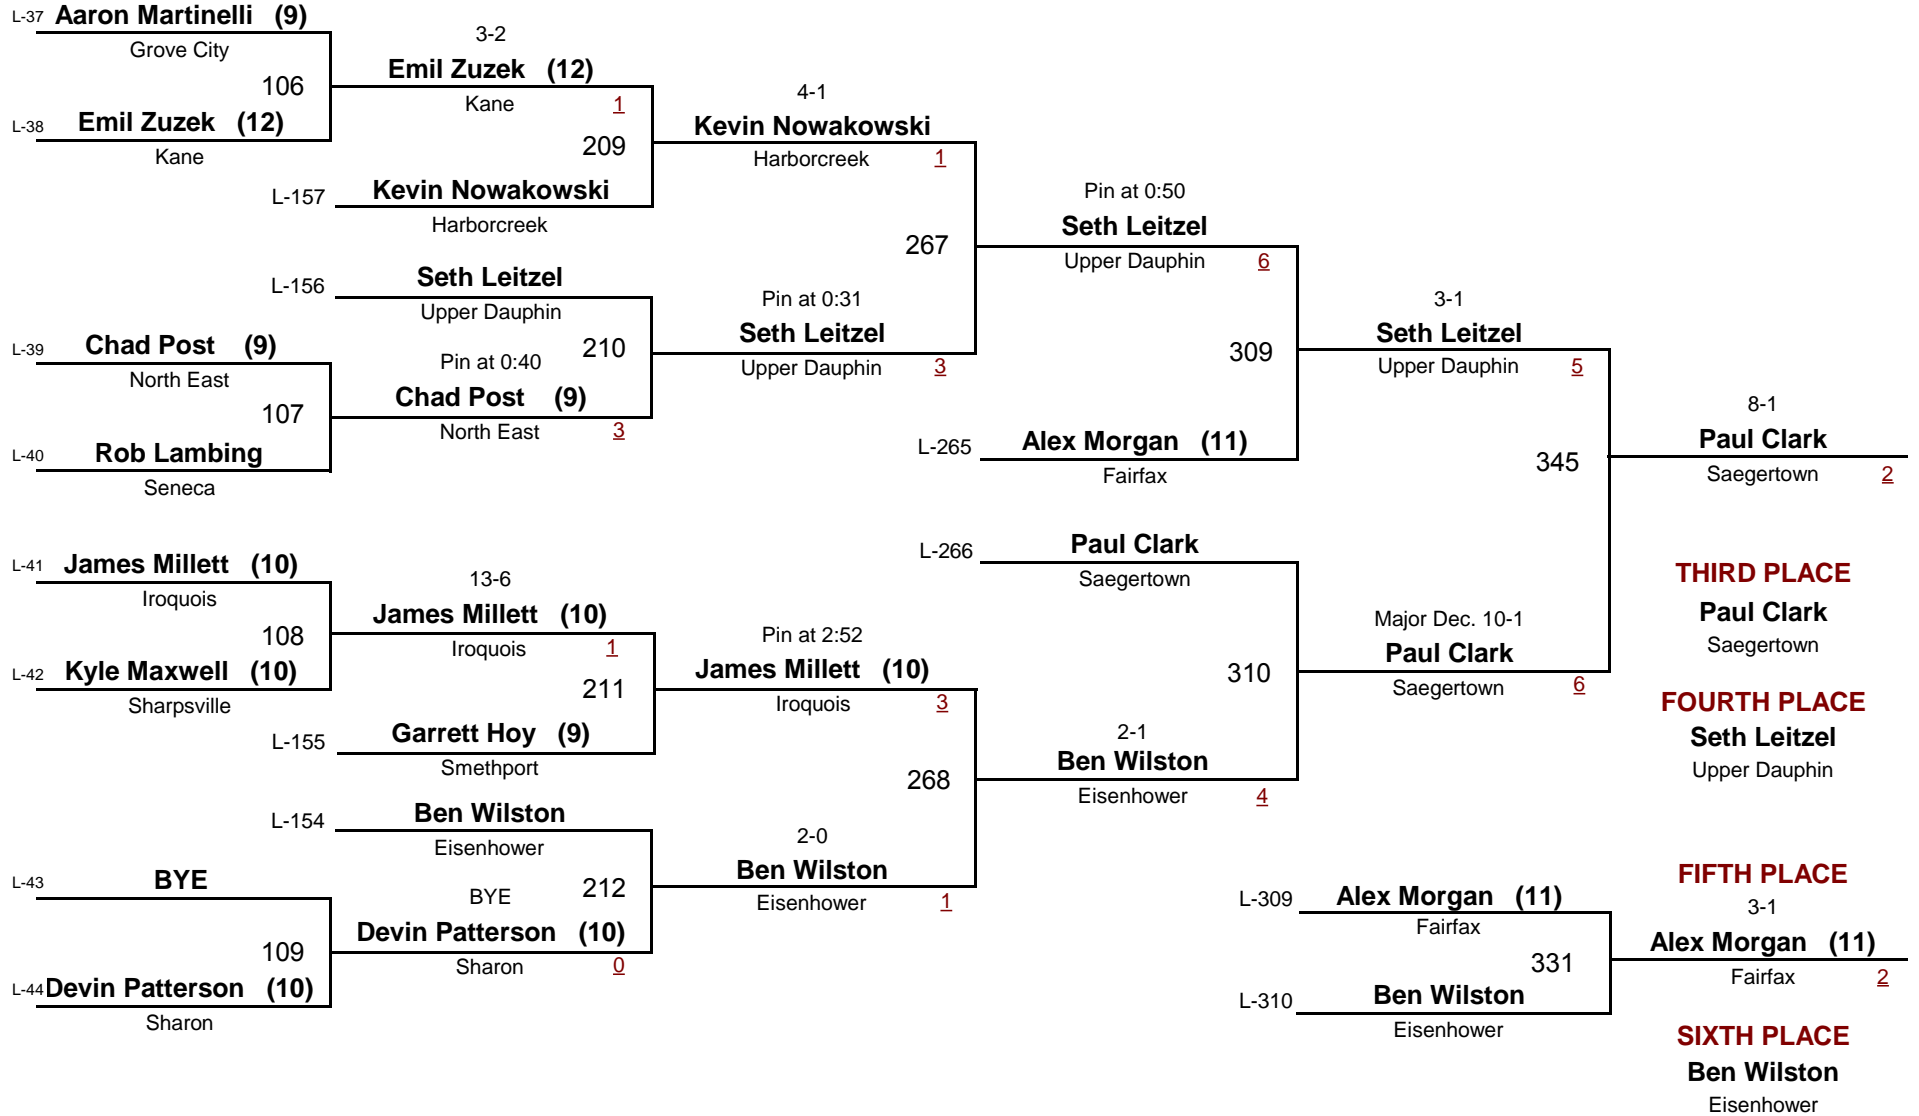 L-37 Aaron Martinelli (9)
Grove City
106
L-38 Emil Zuzek (12)
Kane
3-2
Emil Zuzek (12)
Kane 1
209
L-157 Kevin Nowakowski
Harborcreek
4-1
Kevin Nowakowski
Harborcreek 1
267
L-156 Seth Leitzel
Upper Dauphin
210
L-39 Chad Post (9)
North East
107
L-40 Rob Lambing
Seneca
Pin at 0:40
Chad Post (9)
North East 3
Pin at 0:31
Seth Leitzel
Upper Dauphin 3
Pin at 0:50
Seth Leitzel
Upper Dauphin 6
309
L-265 Alex Morgan (11)
Fairfax
3-1
Seth Leitzel
Upper Dauphin 5
345
8-1
Paul Clark
Saegertown 2
L-41 James Millett (10)
Iroquois
108
L-42 Kyle Maxwell (10)
Sharpsville
13-6
James Millett (10)
Iroquois 1
211
L-155 Garrett Hoy (9)
Smethport
Pin at 2:52
James Millett (10)
Iroquois 3
268
L-154 Ben Wilston
Eisenhower
212
L-43 BYE
109
L-44 Devin Patterson (10)
Sharon
BYE
Devin Patterson (10)
Sharon 0
2-0
Ben Wilston
Eisenhower 1
L-266 Paul Clark
Saegertown
310
2-1
Ben Wilston
Eisenhower 4
Major Dec. 10-1
Paul Clark
Saegertown 6
THIRD PLACE
Paul Clark
Saegertown
FOURTH PLACE
Seth Leitzel
Upper Dauphin
L-309 Alex Morgan (11)
Fairfax
331
L-310 Ben Wilston
Eisenhower
FIFTH PLACE
3-1
Alex Morgan (11)
Fairfax 2
SIXTH PLACE
Ben Wilston
Eisenhower